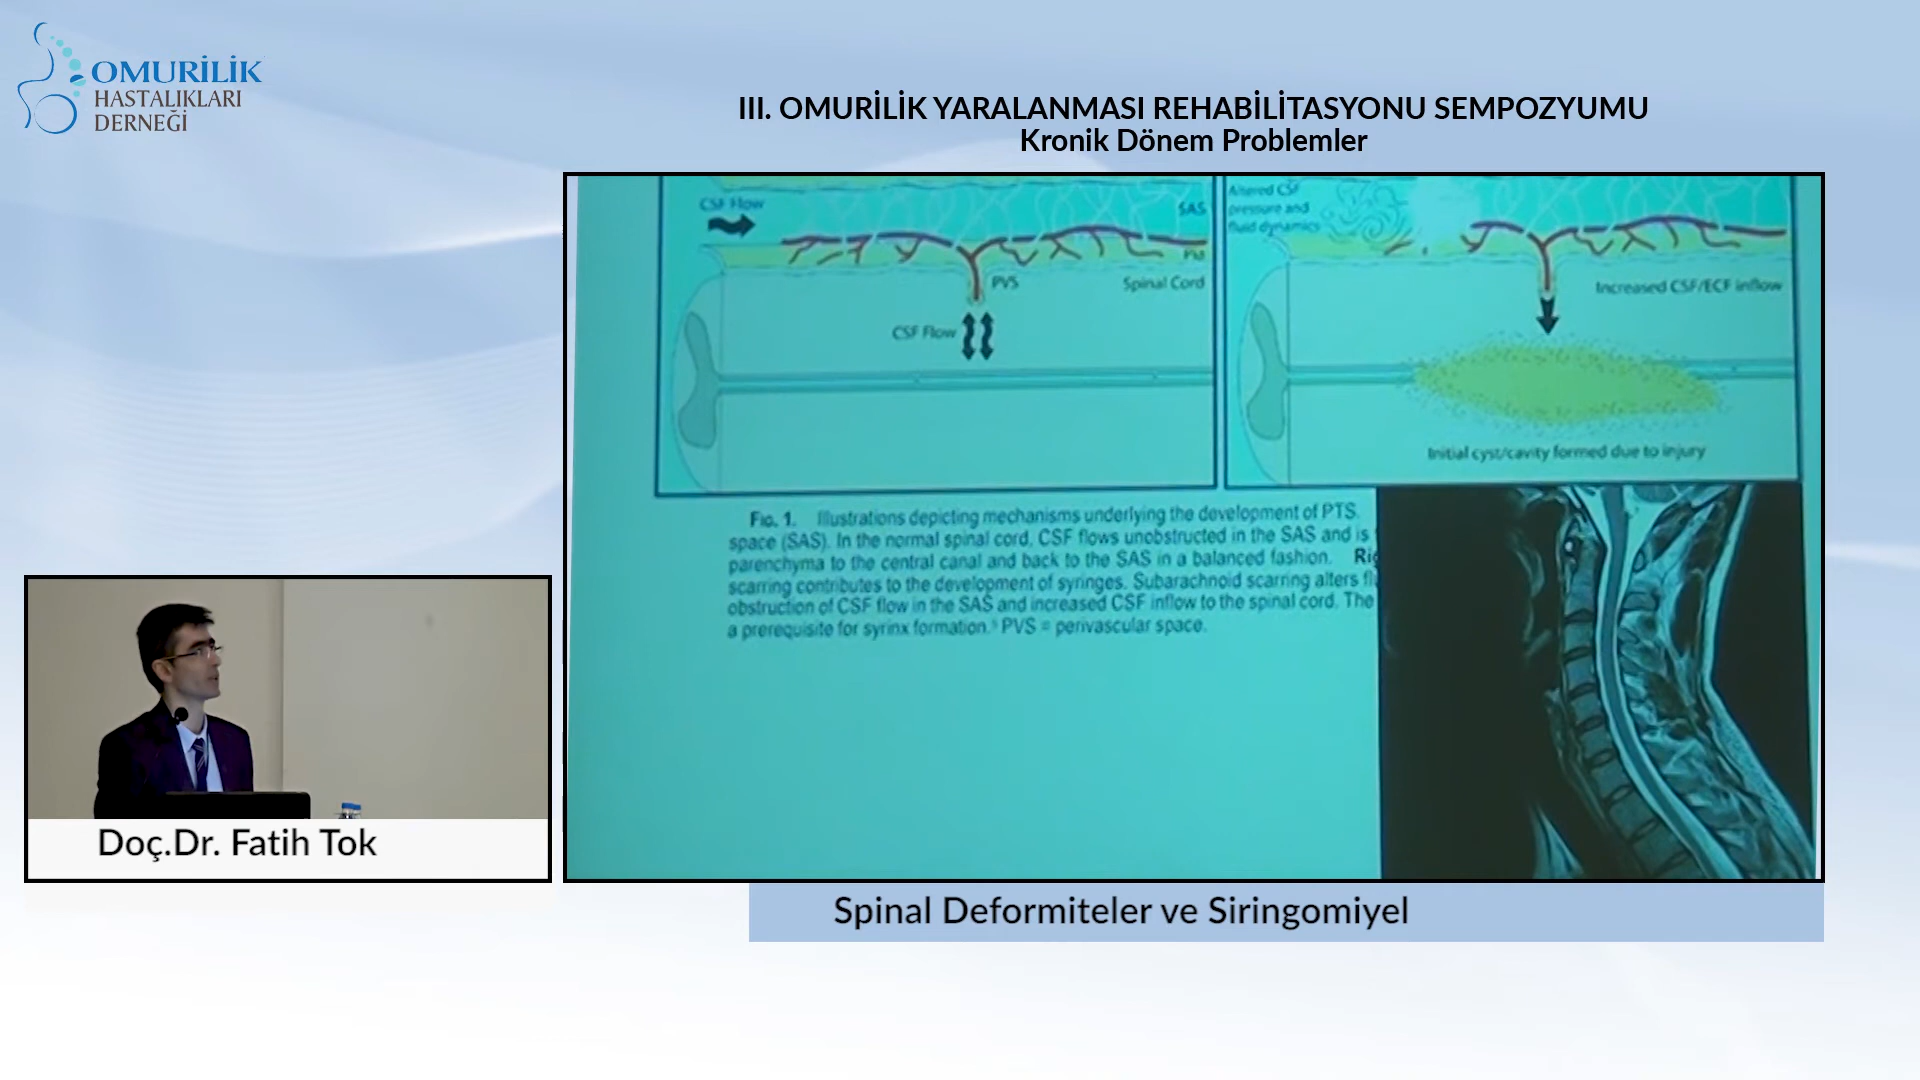 OMURİLİK
HASTALIKLARI
DERNEĞİ
III. OMURİLİK YARALANMASI REHABİLİTASYONU SEMPOZYUMU
Kronik Dönem Problemler
CSF Flow
SAS
Pia
PVS
Spinal Cord
CSF Flow
Altered CSF
pressure and
fluid dynamics
Increased CSF/ECF inflow
Initial cyst/cavity formed due to injury
FIG. 1. Illustrations depicting mechanisms underlying the development of PTS.
space (SAS). In the normal spinal cord, CSF flows unobstructed in the SAS and is
parenchyma to the central canal and back to the SAS in a balanced fashion.
scarring contributes to the development of syringes. Subarachnoid scarring alters
obstruction of CSF flow in the SAS and increased CSF inflow to the spinal cord. The
a prerequisite for syrinx formation. PVS = perivascular space.
Doç.Dr. Fatih Tok
Spinal Deformiteler ve Siringomiyel